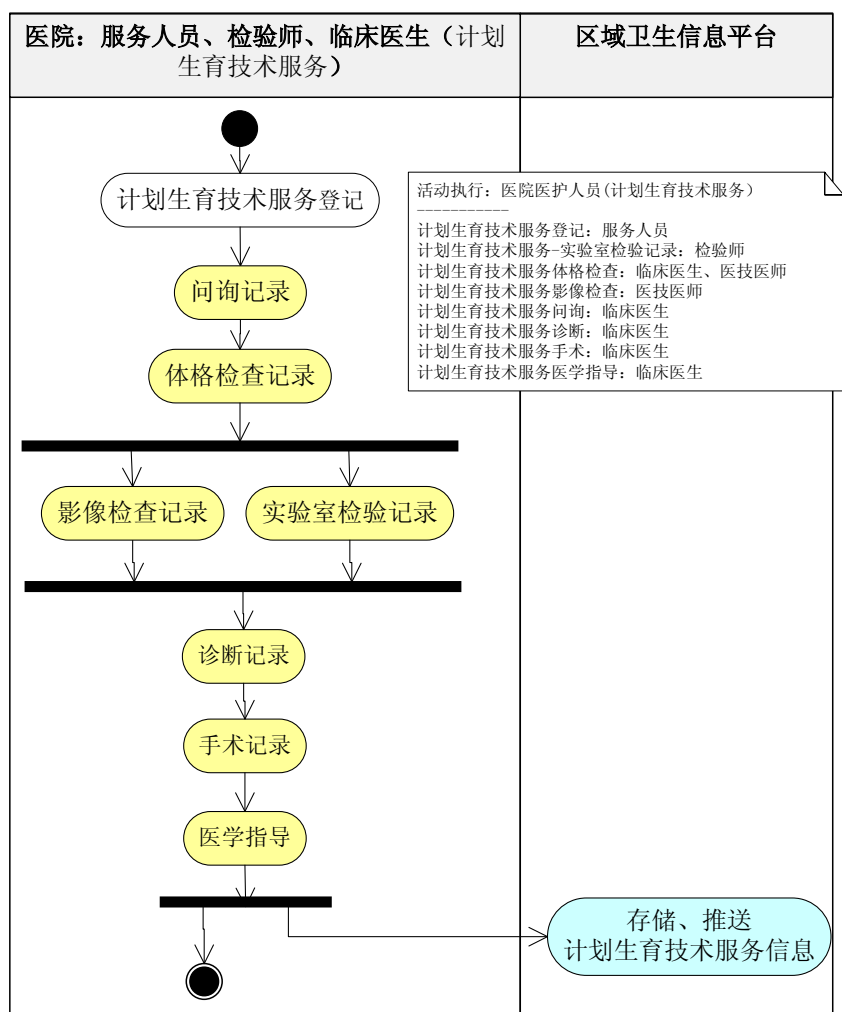 医院：服务人员、检验师、临床医生（计划
生育技术服务）
区域卫生信息平台
计划生育技术服务登记
活动执行：医院医护人员(计划生育技术服务）
-----------
计划生育技术服务登记：服务人员
计划生育技术服务-实验室检验记录：检验师
计划生育技术服务体格检查：临床医生、医技医师
计划生育技术服务影像检查：医技医师
计划生育技术服务问询：临床医生
计划生育技术服务诊断：临床医生
计划生育技术服务手术：临床医生
计划生育技术服务医学指导：临床医生
问询记录
体格检查记录
影像检查记录
实验室检验记录
诊断记录
手术记录
医学指导
存储、推送
计划生育技术服务信息